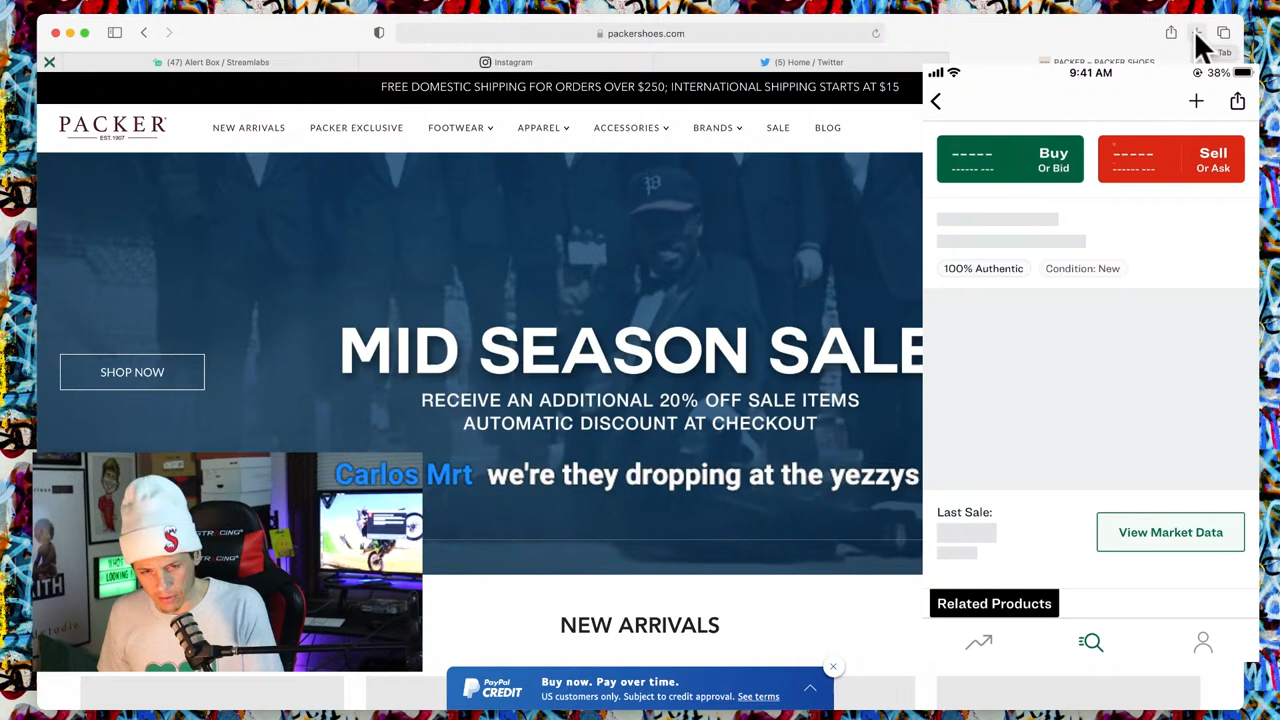 packershoes.com
Tab
(47) Alert Box / Streamlabs
Instagram
(5) Home / Twitter
PACKER – PACKER SHOES
FREE DOMESTIC SHIPPING FOR ORDERS OVER $250; INTERNATIONAL SHIPPING STARTS AT $15
PACKER
EST. 1907
NEW ARRIVALS
PACKER EXCLUSIVE
FOOTWEAR
APPAREL
ACCESSORIES
BRANDS
SALE
BLOG
MID SEASON SALE
RECEIVE AN ADDITIONAL 20% OFF SALE ITEMS
AUTOMATIC DISCOUNT AT CHECKOUT
SHOP NOW
Carlos Mrt we're they dropping at the yezzys
NEW ARRIVALS
PayPal CREDIT
Buy now. Pay over time.
US customers only. Subject to credit approval. See terms
9:41 AM
38%
Buy
Or Bid
Sell
Or Ask
100% Authentic
Condition: New
Last Sale:
View Market Data
Related Products
WHO'S
LOOKING!
S